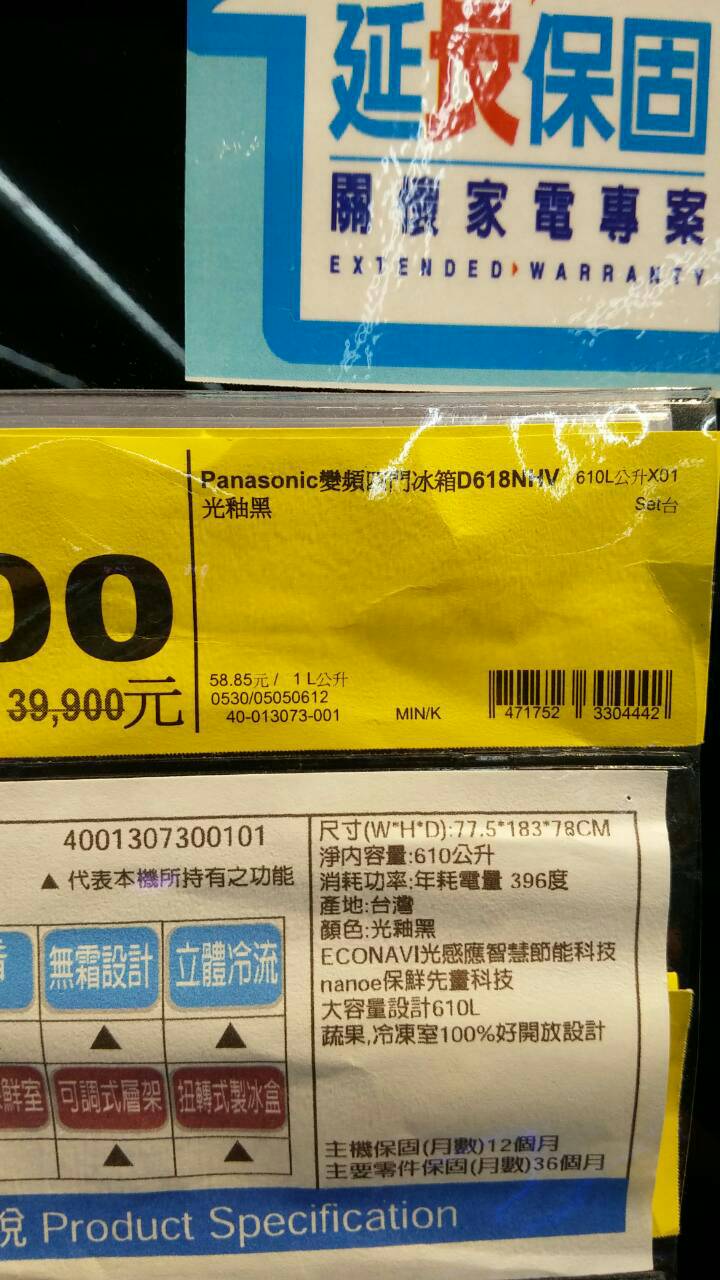 延長保固
關懷家電專案
EXTENDED WARRANTY
Panasonic變頻四門冰箱D618NHV 610L公升X01
光釉黑 Set台
00
39,900元
58.85元/ 1 L公升
0530/05050612
40-013073-001 MIN/K
471752 3304442
4001307300101
▲ 代表本機所持有之功能
無霜設計 立體冷流
▲ ▲
鮮室 可調式層架 扭轉式製冰盒
▲ ▲
尺寸(W*H*D):77.5*183*78CM
淨內容量:610公升
消耗功率:年耗電量 396度
產地:台灣
顏色:光釉黑
ECONAVI光感應智慧節能科技
nanoe保鮮先畫科技
大容量設計610L
蔬果,冷凍室100%好開放設計
主機保固(月數)12個月
主要零件保固(月數)36個月
Product Specification